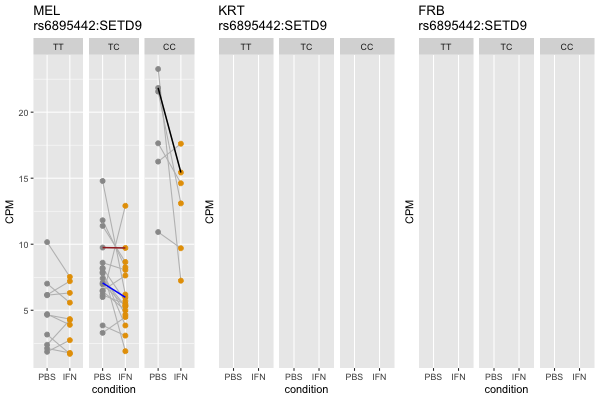 MEL
rs6895442:SETD9
TT TC CC
CPM
20
15
10
5
PBS IFN PBS IFN PBS IFN
condition
KRT
rs6895442:SETD9
TT TC CC
CPM
PBS IFN PBS IFN PBS IFN
condition
FRB
rs6895442:SETD9
TT TC CC
CPM
PBS IFN PBS IFN PBS IFN
condition